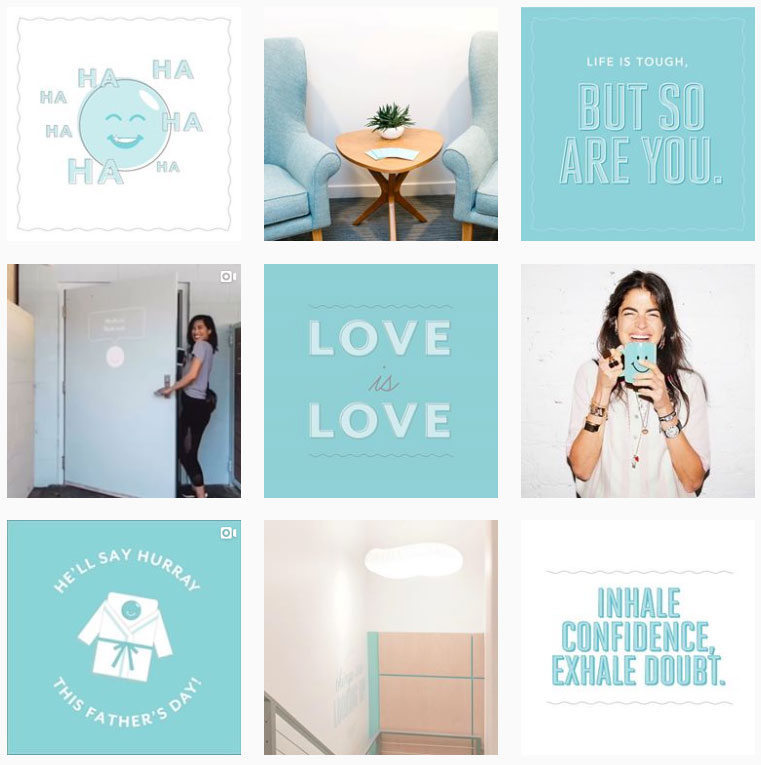 HA HA
HA
HA HA
HA HA
LIFE IS TOUGH,
BUT SO
ARE YOU.
LOVE
is
LOVE
HE'LL SAY HURRAY
THIS FATHER'S DAY!
INHALE
CONFIDENCE,
EXHALE DOUBT.